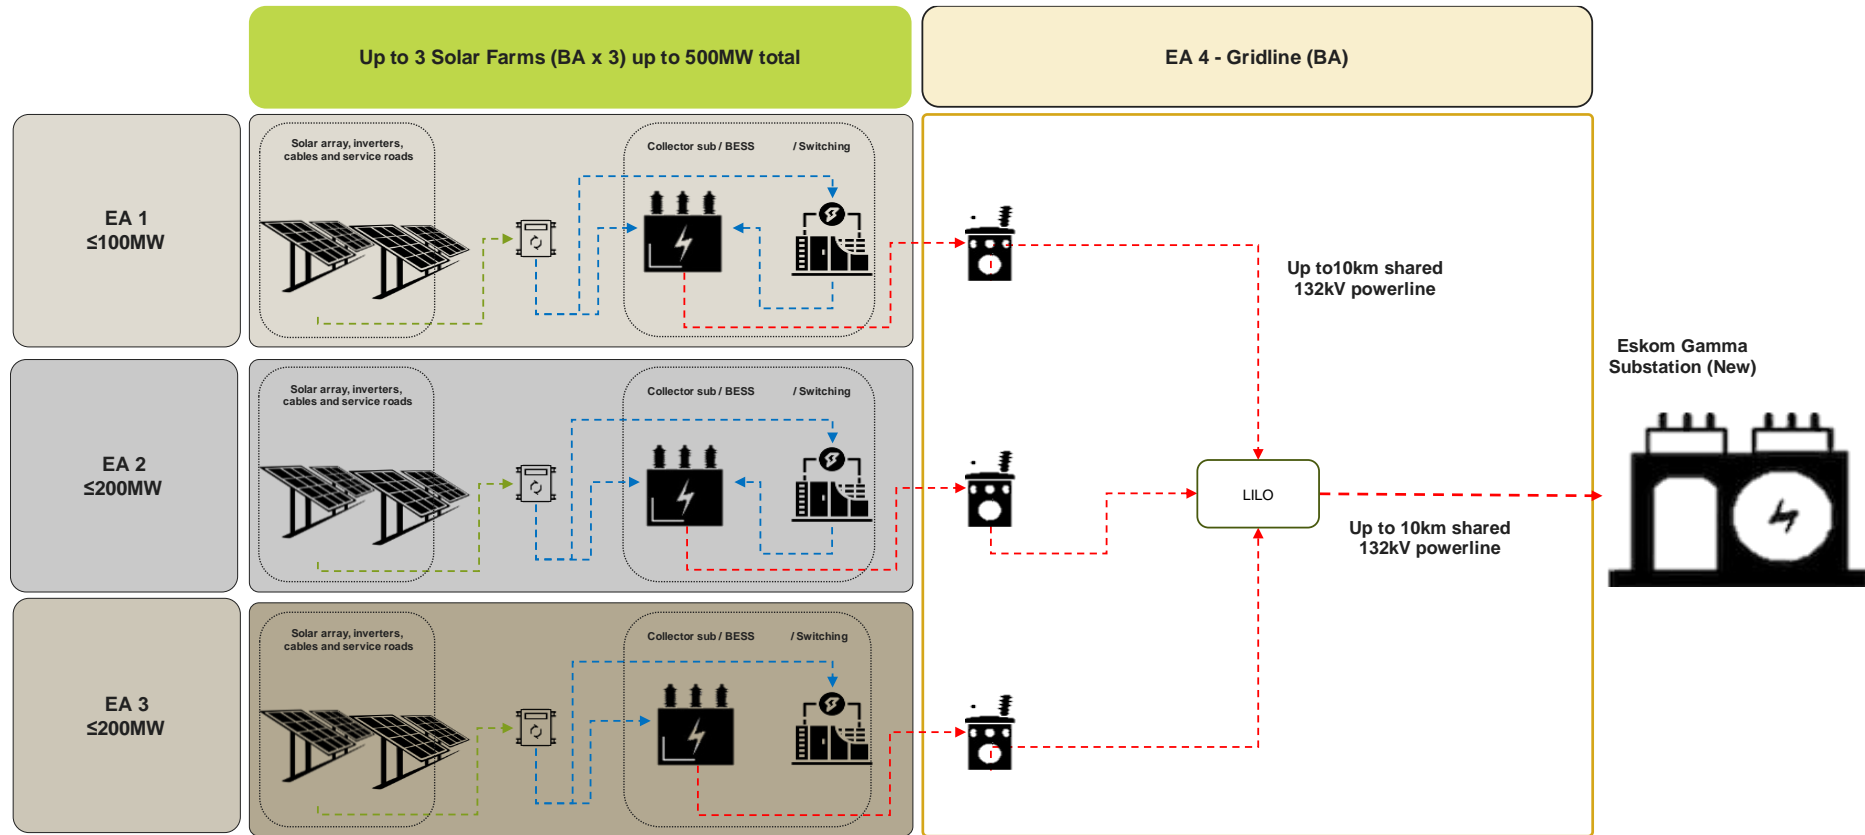 Up to 3 Solar Farms (BA x 3) up to 500MW total
EA 4 - Gridline (BA)
EA 1
≤100MW
Solar array, inverters,
cables and service roads
Collector sub / BESS / Switching
Up to10km shared
132kV powerline
Eskom Gamma
Substation (New)
EA 2
≤200MW
Solar array, inverters,
cables and service roads
Collector sub / BESS / Switching
LILO
Up to 10km shared
132kV powerline
EA 3
≤200MW
Solar array, inverters,
cables and service roads
Collector sub / BESS / Switching